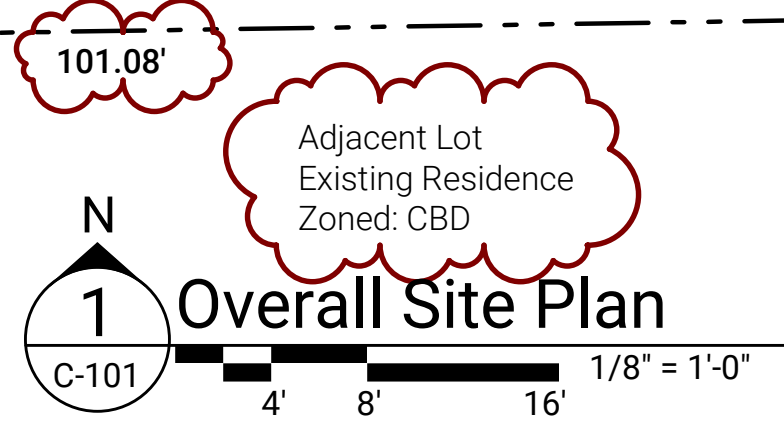 101.08'
Adjacent Lot
Existing Residence
Zoned: CBD
N
1
Overall Site Plan
C-101
1/8" = 1'-0"
4' 8' 16'